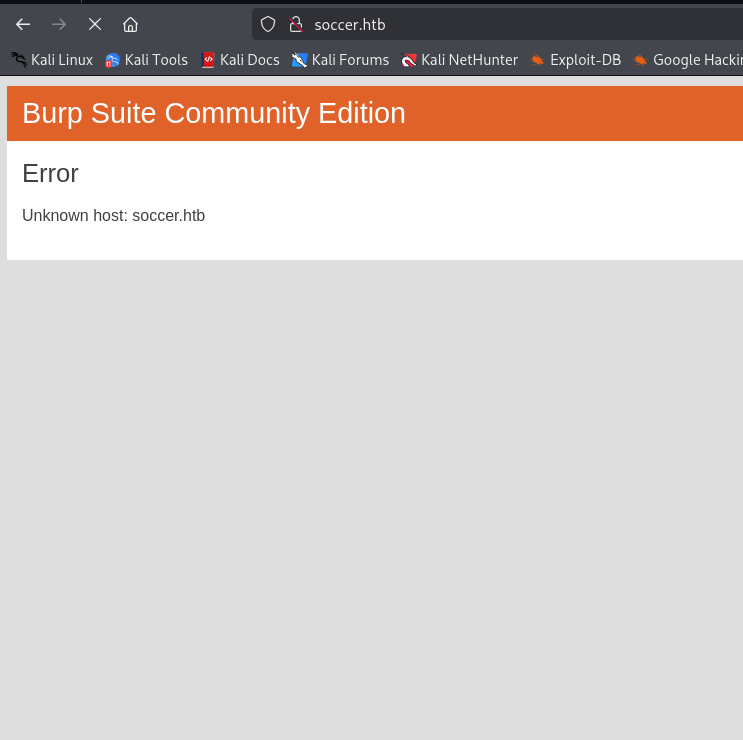 soccer.htb
Kali Linux Kali Tools Kali Docs Kali Forums Kali NetHunter Exploit-DB Google Hackin
Burp Suite Community Edition
Error
Unknown host: soccer.htb